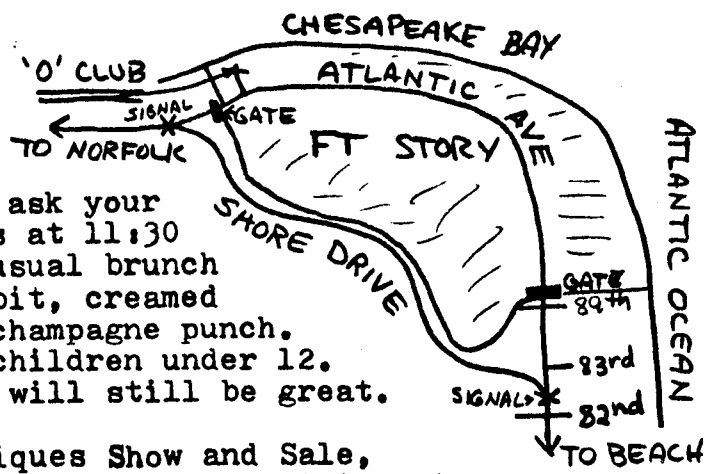 CHESAPEAKE BAY
'O' CLUB
ATLANTIC AVE
SIGNAL
GATE
TO NORFOLK
FT STORY
ATLANTIC OCEAN
SHORE DRIVE
GATE
89th
83rd
SIGNAL
82nd
TO BEACH
ask your
s at 11:30
usual brunch
bit, creamed
champagne punch.
children under 12.
will still be great.
iques Show and Sale,